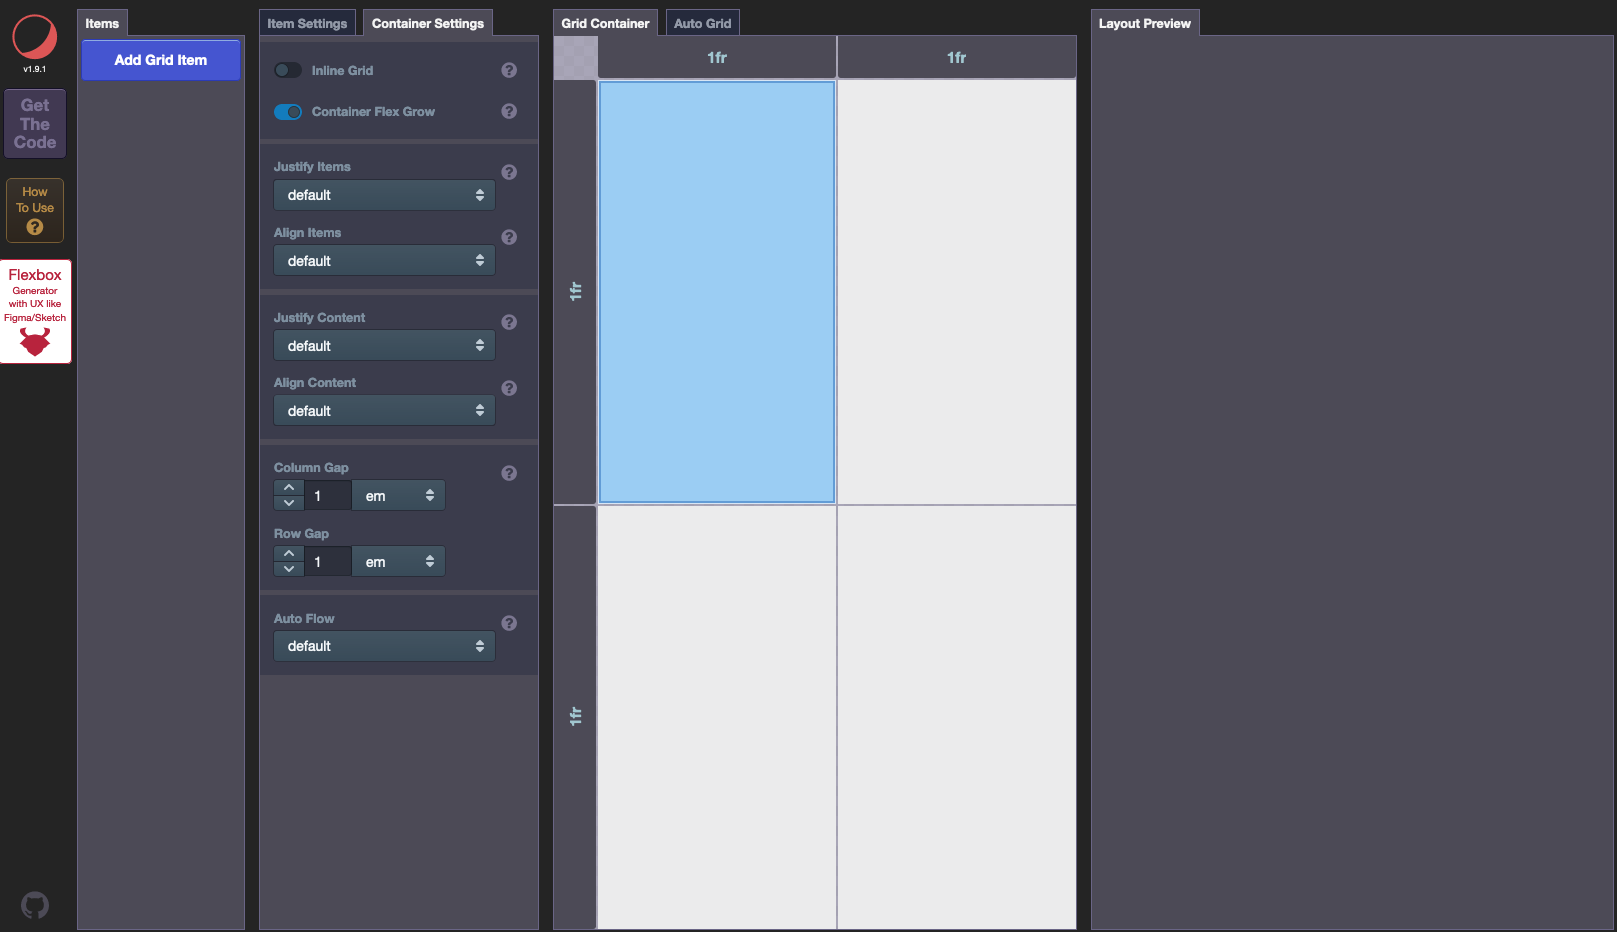 v1.9.1
Get
The
Code
How
To Use
?
Flexbox
Generator
with UX like
Figma/Sketch
Items
Add Grid Item
Item Settings
Container Settings
Inline Grid
?
Container Flex Grow
?
Justify Items
?
default
Align Items
?
default
Justify Content
?
default
Align Content
?
default
Column Gap
?
1 em
Row Gap
1 em
Auto Flow
?
default
Grid Container
Auto Grid
1fr
1fr
1fr
1fr
Layout Preview